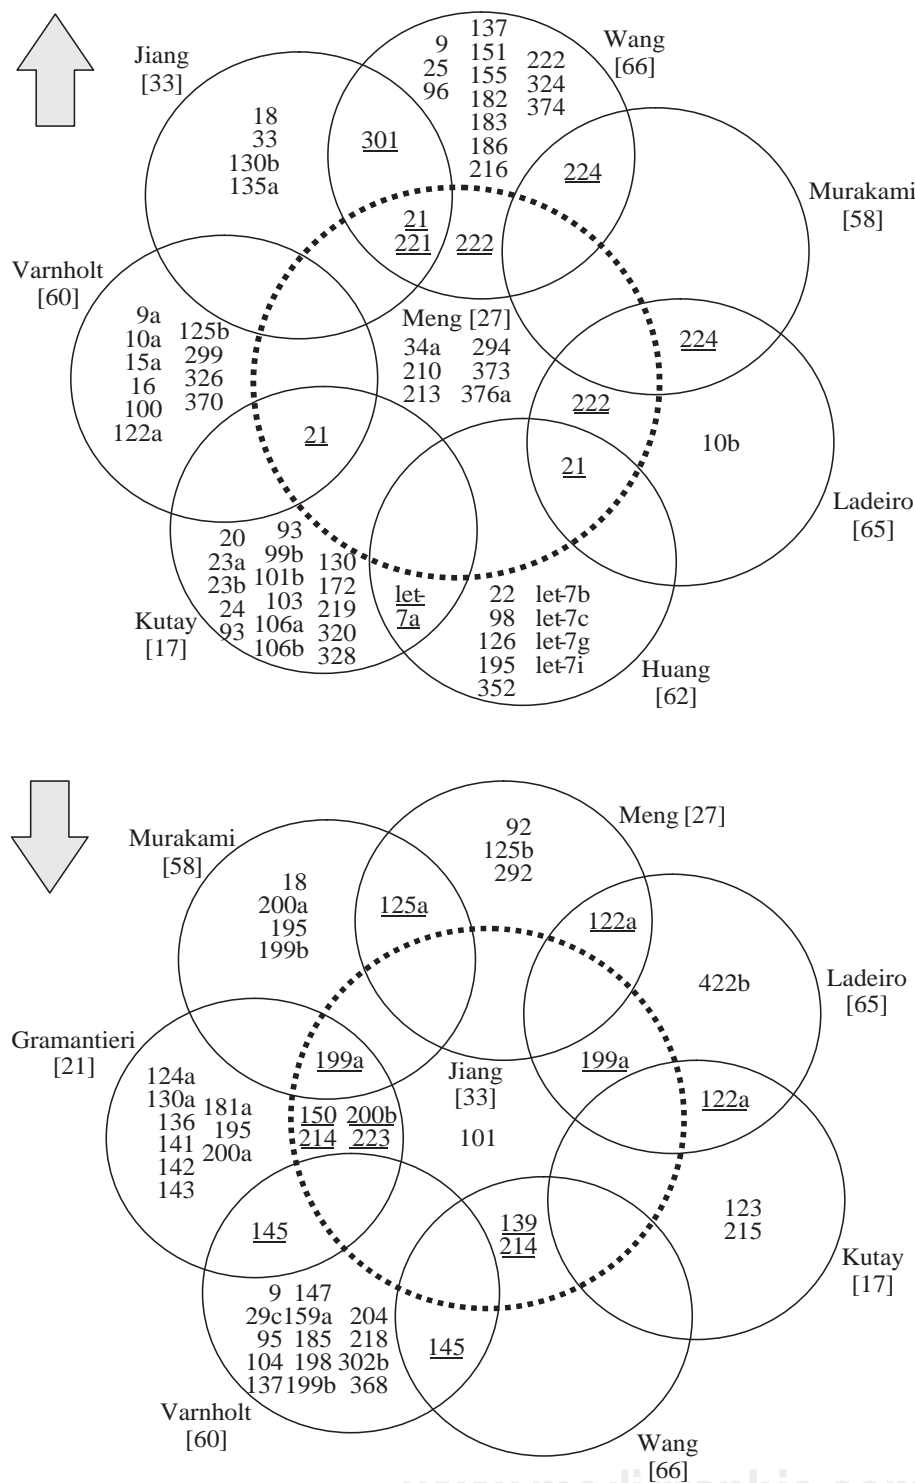 Jiang
[33]
Wang
[66]
Murakami
[58]
Varnholt
[60]
Ladeiro
[65]
Kutay
[17]
Huang
[62]
18
33
130b
135a
301
9
25
96
137
151
155
182
183
186
216
222
324
374
224
21
221
222
Meng [27]
34a 294
210 373
213 376a
224
222
10b
21
9a
10a
15a
16
100
122a
125b
299
326
370
21
20
23a
23b
24
93
93
99b
101b
103
106a
106b
130
172
219
320
328
let-
7a
22 let-7b
98 let-7c
126 let-7g
195 let-7i
352
Murakami
[58]
Meng [27]
Ladeiro
[65]
Gramantieri
[21]
Kutay
[17]
Varnholt
[60]
Wang
[66]
18
200a
195
199b
125a
92
125b
292
122a
422b
199a
Jiang
[33]
101
199a
122a
124a
130a
136
141
142
143
181a
195
200a
150 200b
214 223
145
139
214
123
215
9 147
29c 159a 204
95 185 218
104 198 302b
137 199b 368
145